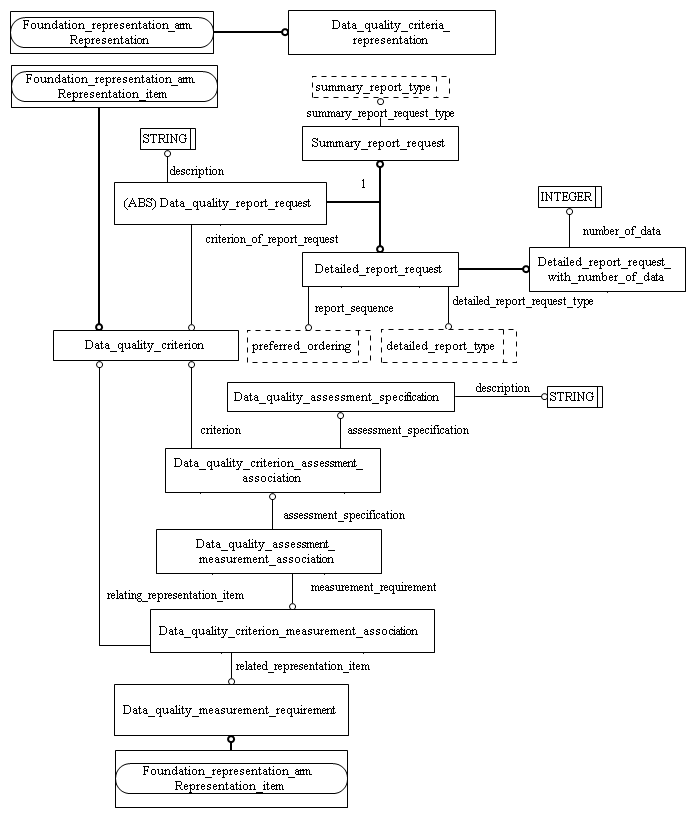 Foundation_representation_arm.
Representation
Data_quality_criteria_
representation
Foundation_representation_arm.
Representation_item
summary_report_type
summary_report_request_type
STRING
Summary_report_request
description
1
(ABS) Data_quality_report_request
INTEGER
number_of_data
criterion_of_report_request
Detailed_report_request
Detailed_report_request_
with_number_of_data
report_sequence
detailed_report_request_type
Data_quality_criterion
preferred_ordering
detailed_report_type
description
Data_quality_assessment_specification
STRING
criterion
assessment_specification
Data_quality_criterion_assessment_
association
assessment_specification
Data_quality_assessment_
measurement_association
measurement_requirement
relating_representation_item
Data_quality_criterion_measurement_association
related_representation_item
Data_quality_measurement_requirement
Foundation_representation_arm.
Representation_item